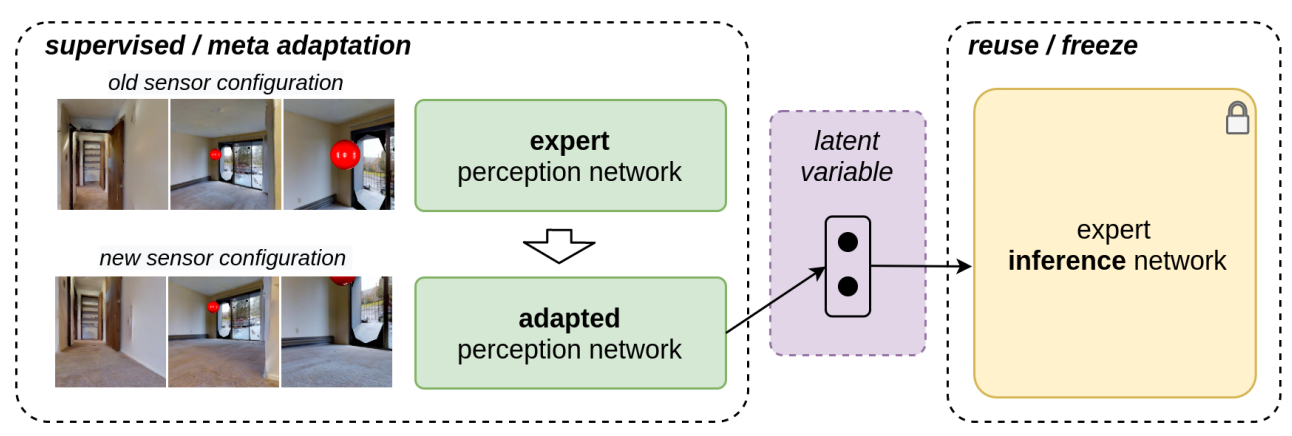 supervised / meta adaptation
old sensor configuration
expert
perception network
new sensor configuration
adapted
perception network
latent
variable
reuse / freeze
expert
inference network